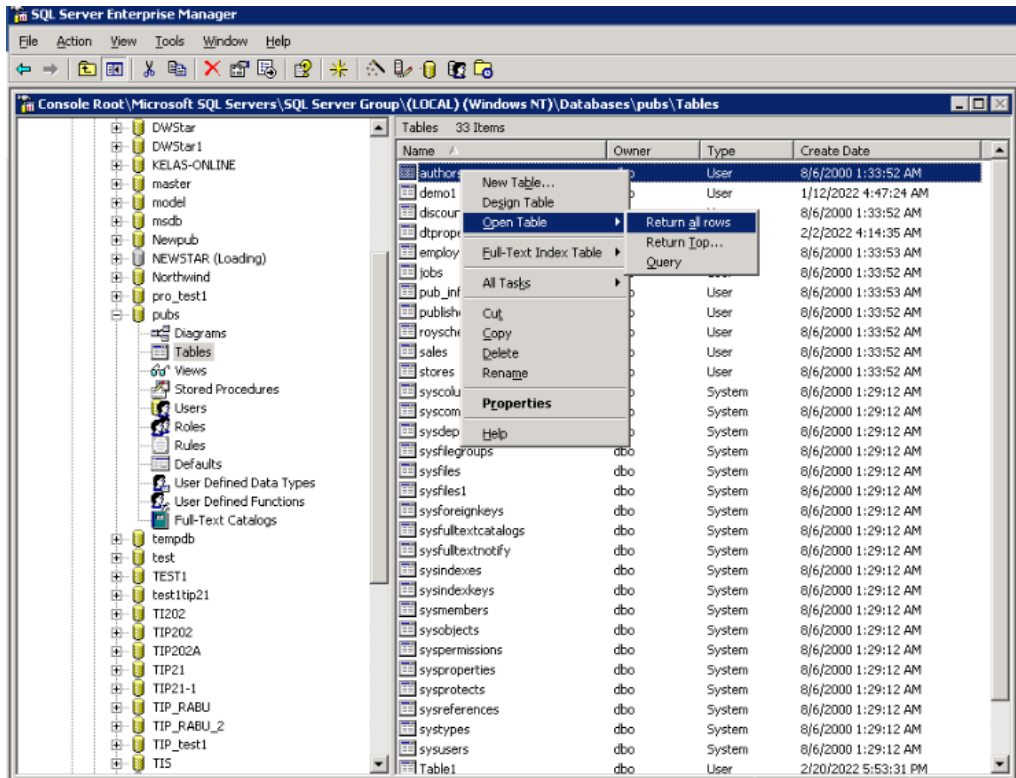 SQL Server Enterprise Manager
File Action View Tools Window Help
Console Root\Microsoft SQL Servers\SQL Server Group\(LOCAL) (Windows NT)\Databases\pubs\Tables
DWStar
DWStar1
KELAS-ONLINE
master
model
msdb
Newpub
NEWSTAR (Loading)
Northwind
pro_test1
pubs
Diagrams
Tables
Views
Stored Procedures
Users
Roles
Rules
Defaults
User Defined Data Types
User Defined Functions
Full-Text Catalogs
tempdb
test
TEST1
test1tip21
TI202
TIP202
TIP202A
TIP21
TIP21-1
TIP_RABU
TIP_RABU_2
TIP_test1
TIS
Tables 33 Items
Name Owner Type Create Date
authors User 8/6/2000 1:33:52 AM
demo1 User 1/12/2022 4:47:24 AM
discoun 8/6/2000 1:33:52 AM
dtprope 2/2/2022 4:14:35 AM
employ 8/6/2000 1:33:53 AM
jobs 8/6/2000 1:33:52 AM
pub_inf User 8/6/2000 1:33:53 AM
publish User 8/6/2000 1:33:52 AM
roysche User 8/6/2000 1:33:52 AM
sales User 8/6/2000 1:33:52 AM
stores User 8/6/2000 1:33:52 AM
syscolu System 8/6/2000 1:29:12 AM
syscom System 8/6/2000 1:29:12 AM
sysdep System 8/6/2000 1:29:12 AM
sysfilegroups dbo System 8/6/2000 1:29:12 AM
sysfiles dbo System 8/6/2000 1:29:12 AM
sysfiles1 dbo System 8/6/2000 1:29:12 AM
sysforeignkeys dbo System 8/6/2000 1:29:12 AM
sysfulltextcatalogs dbo System 8/6/2000 1:29:12 AM
sysfulltextnotify dbo System 8/6/2000 1:29:12 AM
sysindexes dbo System 8/6/2000 1:29:12 AM
sysindexkeys dbo System 8/6/2000 1:29:12 AM
sysmembers dbo System 8/6/2000 1:29:12 AM
sysobjects dbo System 8/6/2000 1:29:12 AM
syspermissions dbo System 8/6/2000 1:29:12 AM
sysproperties dbo System 8/6/2000 1:29:12 AM
sysprotects dbo System 8/6/2000 1:29:12 AM
sysreferences dbo System 8/6/2000 1:29:12 AM
systypes dbo System 8/6/2000 1:29:12 AM
sysusers dbo System 8/6/2000 1:29:12 AM
Table1 dbo User 2/20/2022 5:53:31 PM
New Table...
Design Table
Open Table
Full-Text Index Table
All Tasks
Cut
Copy
Delete
Rename
Properties
Help
Return all rows
Return Top...
Query